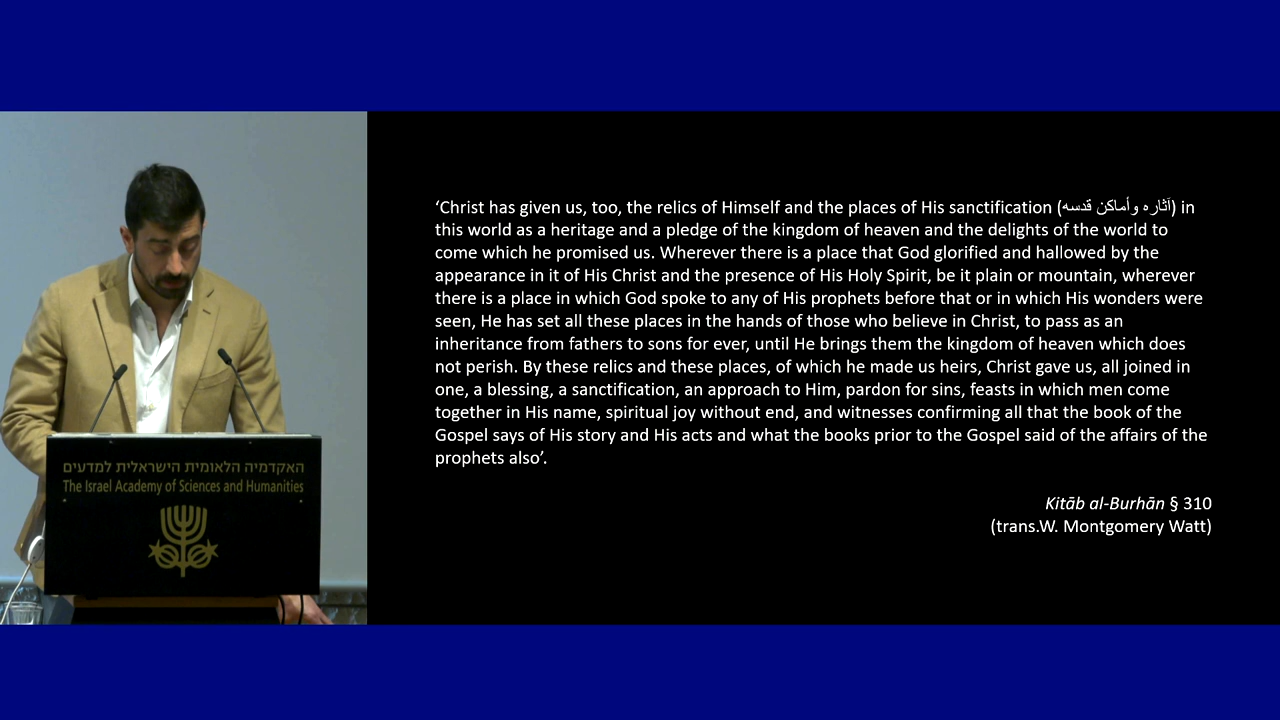 ‘Christ has given us, too, the relics of Himself and the places of His sanctification (آثاره وأماكن قدسه) in
this world as a heritage and a pledge of the kingdom of heaven and the delights of the world to
come which he promised us. Wherever there is a place that God glorified and hallowed by the
appearance in it of His Christ and the presence of His Holy Spirit, be it plain or mountain, wherever
there is a place in which God spoke to any of His prophets before that or in which His wonders were
seen, He has set all these places in the hands of those who believe in Christ, to pass as an
inheritance from fathers to sons for ever, until He brings them the kingdom of heaven which does
not perish. By these relics and these places, of which he made us heirs, Christ gave us, all joined in
one, a blessing, a sanctification, an approach to Him, pardon for sins, feasts in which men come
together in His name, spiritual joy without end, and witnesses confirming all that the book of the
Gospel says of His story and His acts and what the books prior to the Gospel said of the affairs of the
prophets also’.
Kitāb al-Burhān § 310
(trans.W. Montgomery Watt)
האקדמיה הלאומית הישראלית למדעים
The Israel Academy of Sciences and Humanities